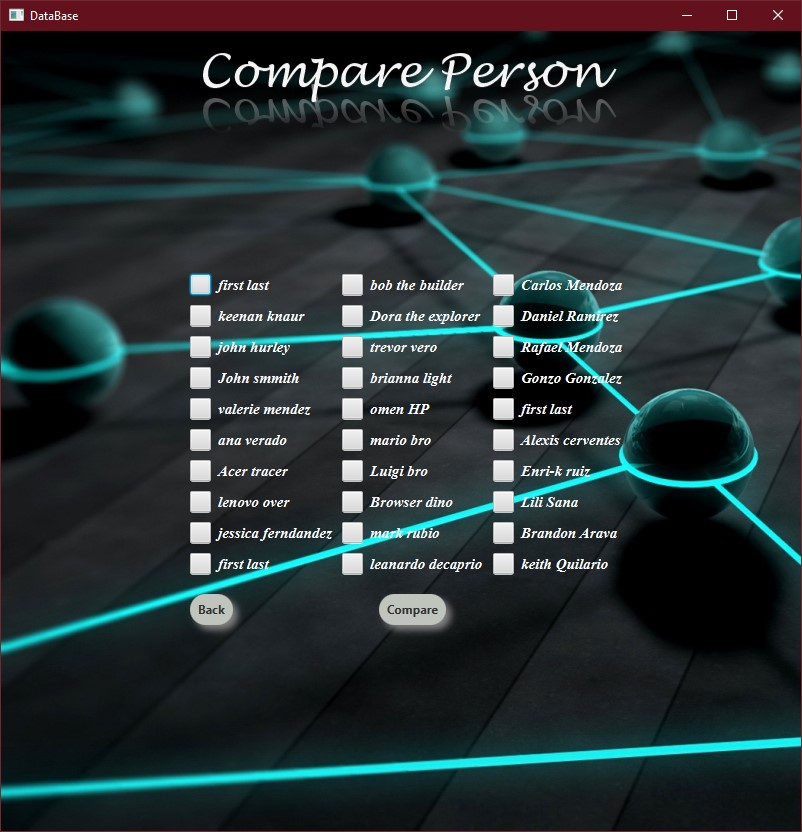 DataBase
Compare Person
first last
bob the builder
Carlos Mendoza
keenan knaur
Dora the explorer
Daniel Ramirez
john hurley
trevor vero
Rafael Mendoza
John smmith
brianna light
Gonzo Gonzalez
valerie mendez
omen HP
first last
ana verado
mario bro
Alexis cerventes
Acer tracer
Luigi bro
Enri-k ruiz
lenovo over
Browser dino
Lili Sana
jessica ferndandez
mark rubio
Brandon Arava
first last
leanardo decaprio
keith Quilario
Back
Compare